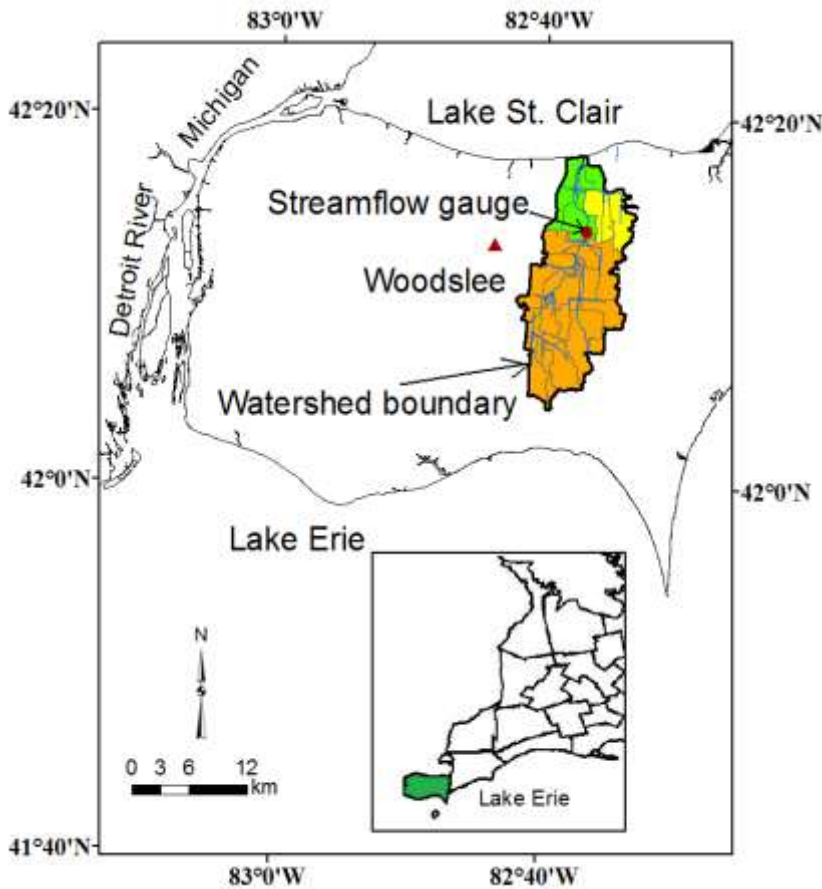 83°0'W
82°40'W
42°20'N
Lake St. Clair
42°20'N
Michigan
Detroit River
Streamflow gauge
Woodslee
Watershed boundary
42°0'N
42°0'N
Lake Erie
N
0 3 6 12
km
Lake Erie
41°40'N
83°0'W
82°40'W